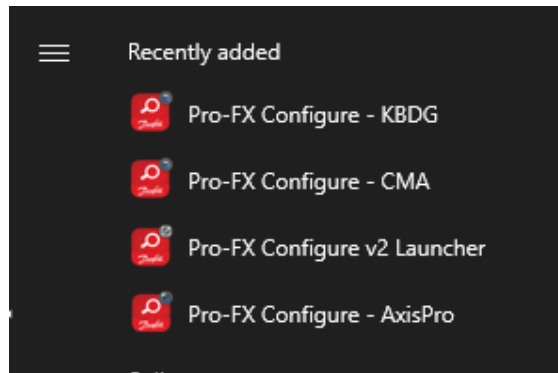 Recently added
Pro-FX Configure - KBDG
Pro-FX Configure - CMA
Pro-FX Configure v2 Launcher
Pro-FX Configure - AxisPro